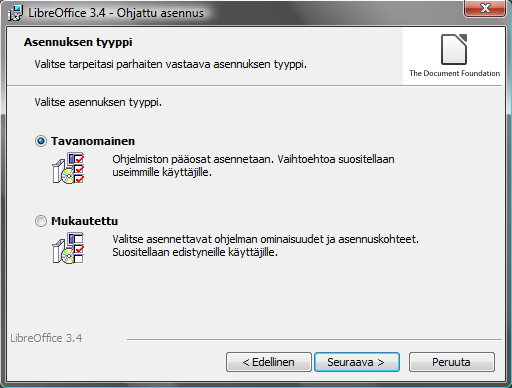 LibreOffice 3.4 - Ohjattu asennus
Asennuksen tyyppi
Valitse tarpeitasi parhaiten vastaava asennuksen tyyppi.
The Document Foundation
Valitse asennuksen tyyppi.
Tavanomainen
Ohjelmiston pääosat asennetaan. Vaihtoehtoa suositellaan
useimmille käyttäjille.
Mukautettu
Valitse asennettavat ohjelman ominaisuudet ja asennuskohteet.
Suositellaan edistyneille käyttäjille.
LibreOffice 3.4
< Edellinen
Seuraava >
Peruuta